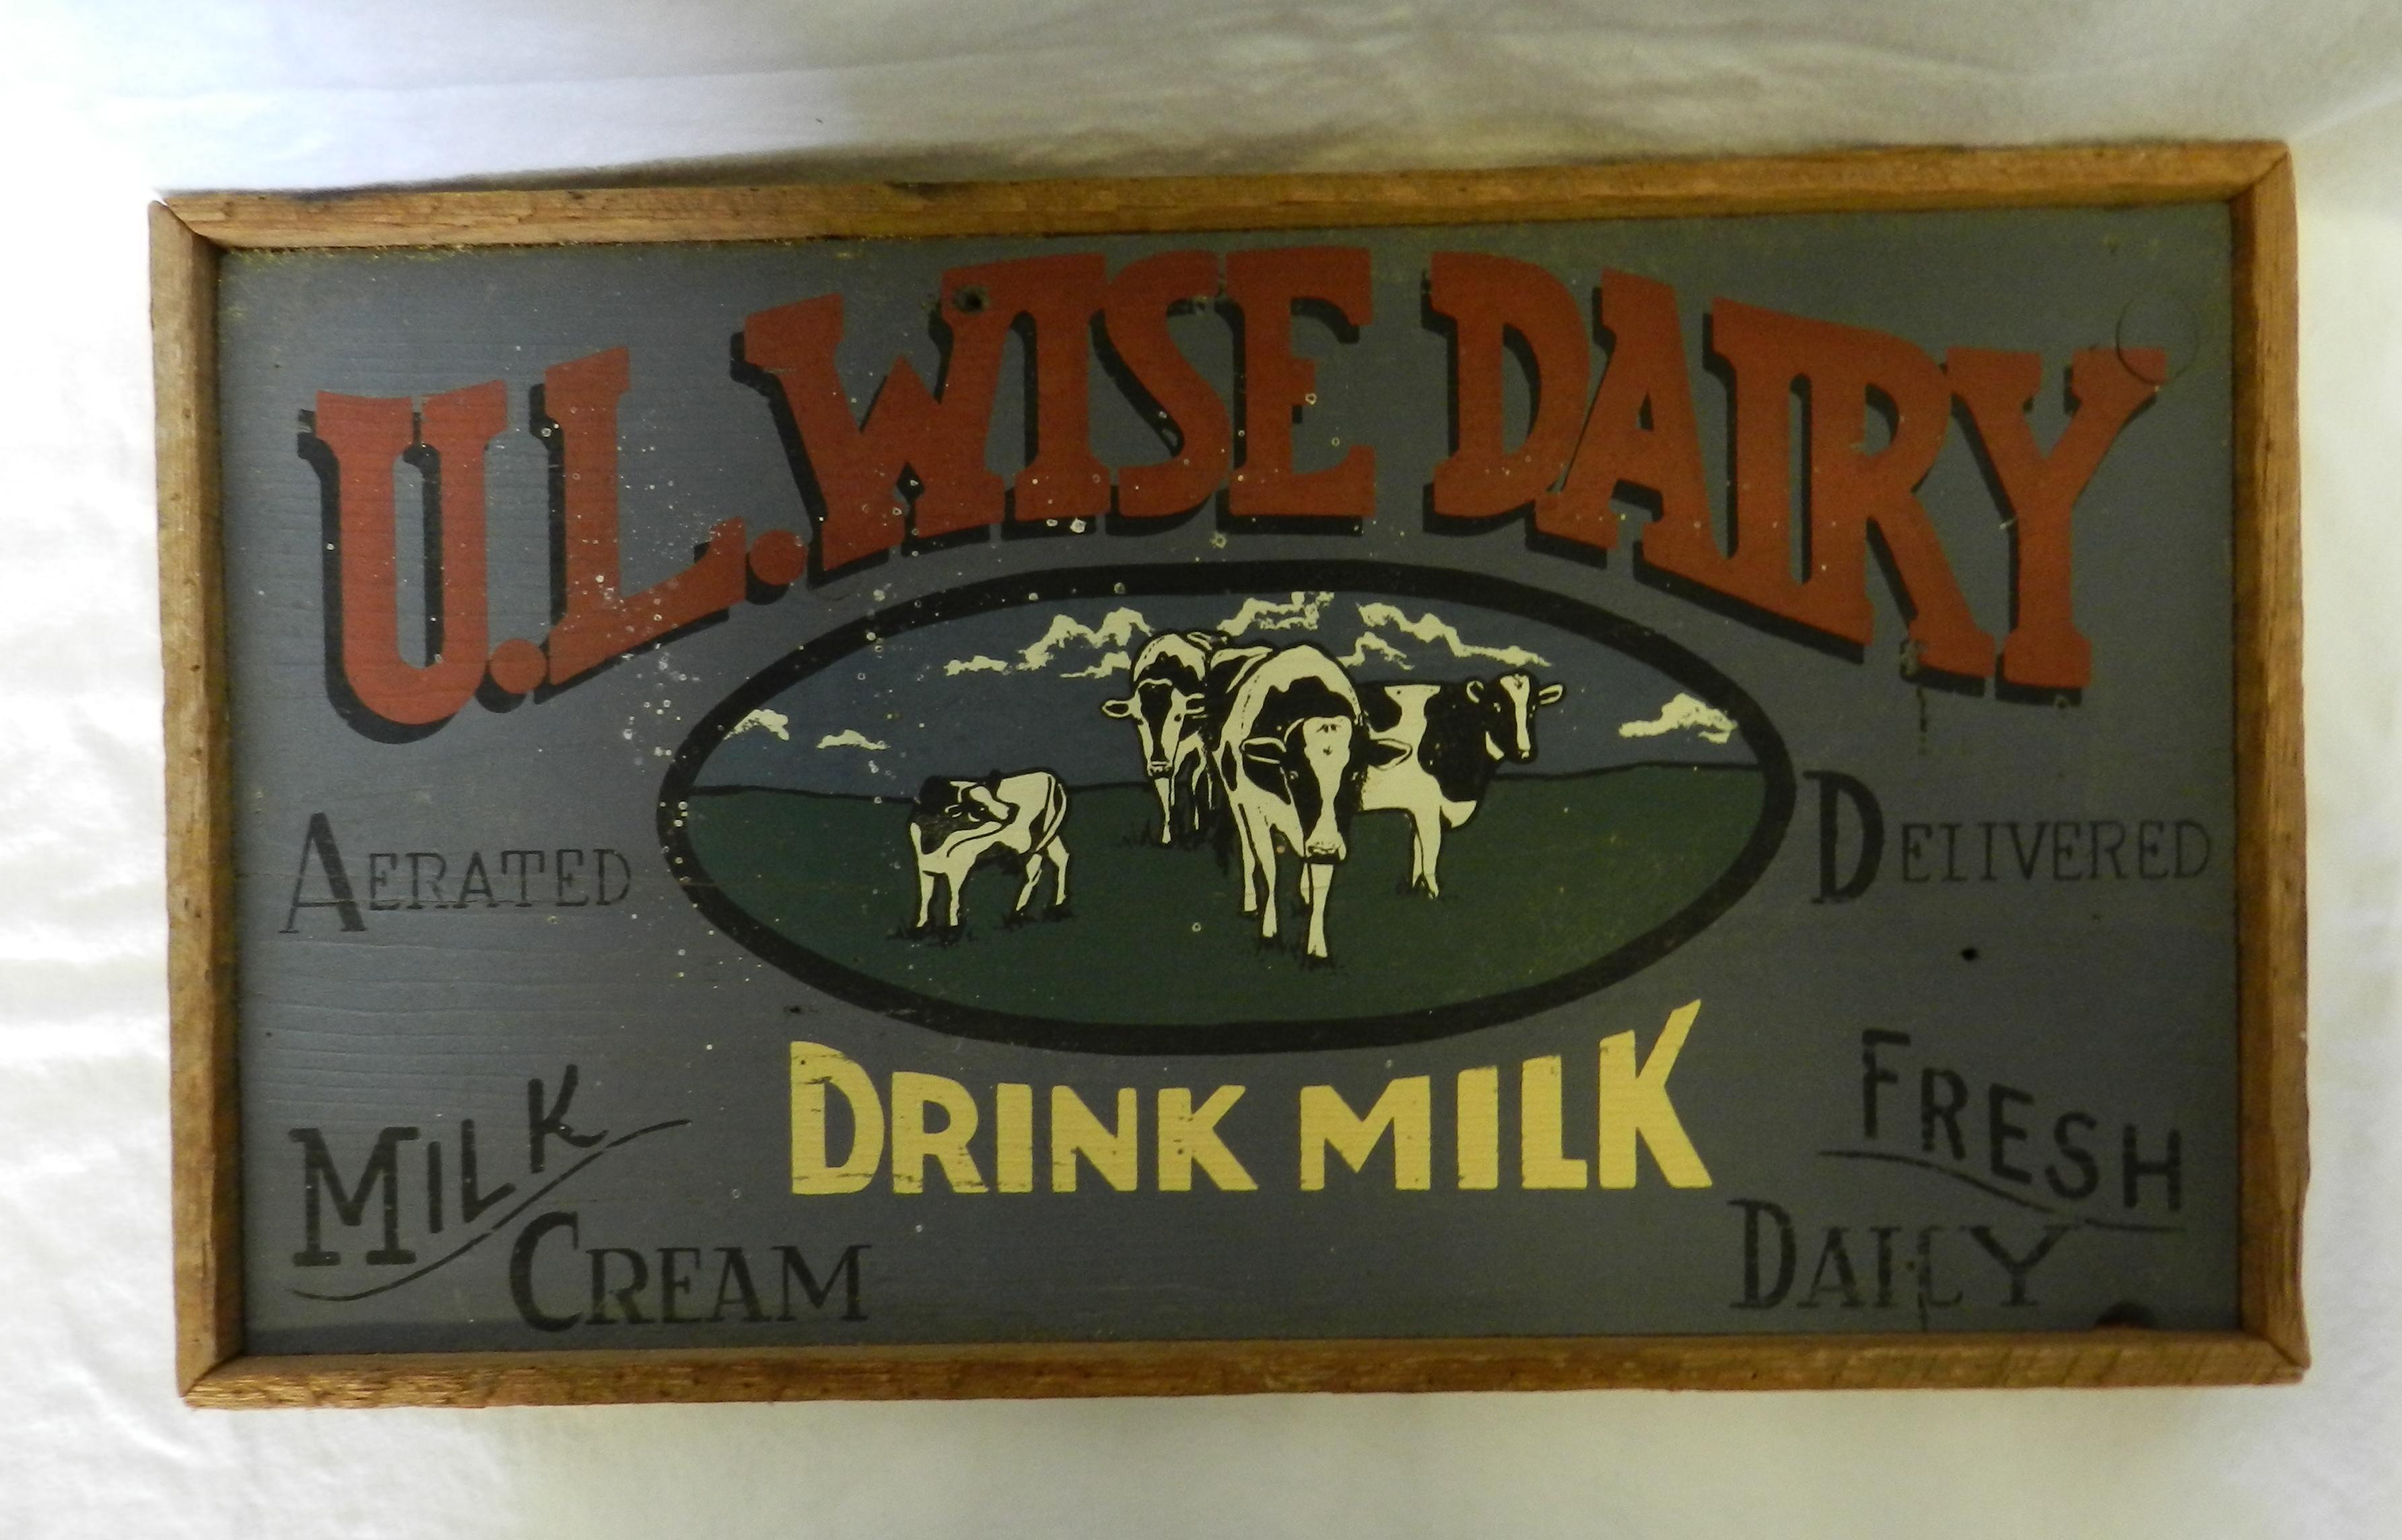 U.L. WISE DAIRY
AERATED
DELIVERED
DRINK MILK
MILK
CREAM
FRESH
DAILY